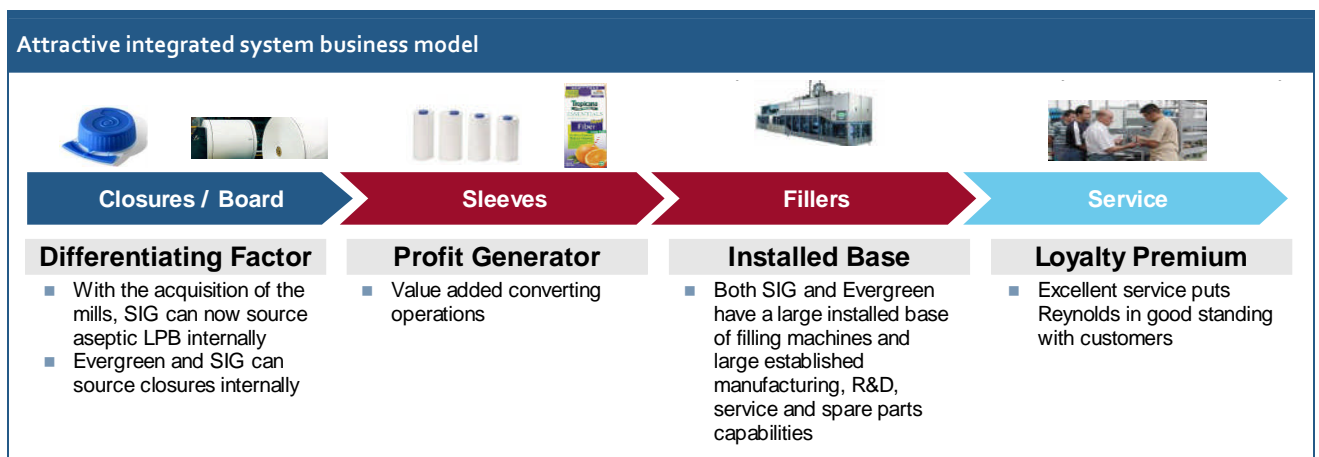 Attractive integrated system business model
Tropicana
ESSENTIALS
Fiber
Closures / Board
Sleeves
Fillers
Service
Differentiating Factor
With the acquisition of the
mills, SIG can now source
aseptic LPB internally
Evergreen and SIG can
source closures internally
Profit Generator
Value added converting
operations
Installed Base
Both SIG and Evergreen
have a large installed base
of filling machines and
large established
manufacturing, R&D,
service and spare parts
capabilities
Loyalty Premium
Excellent service puts
Reynolds in good standing
with customers